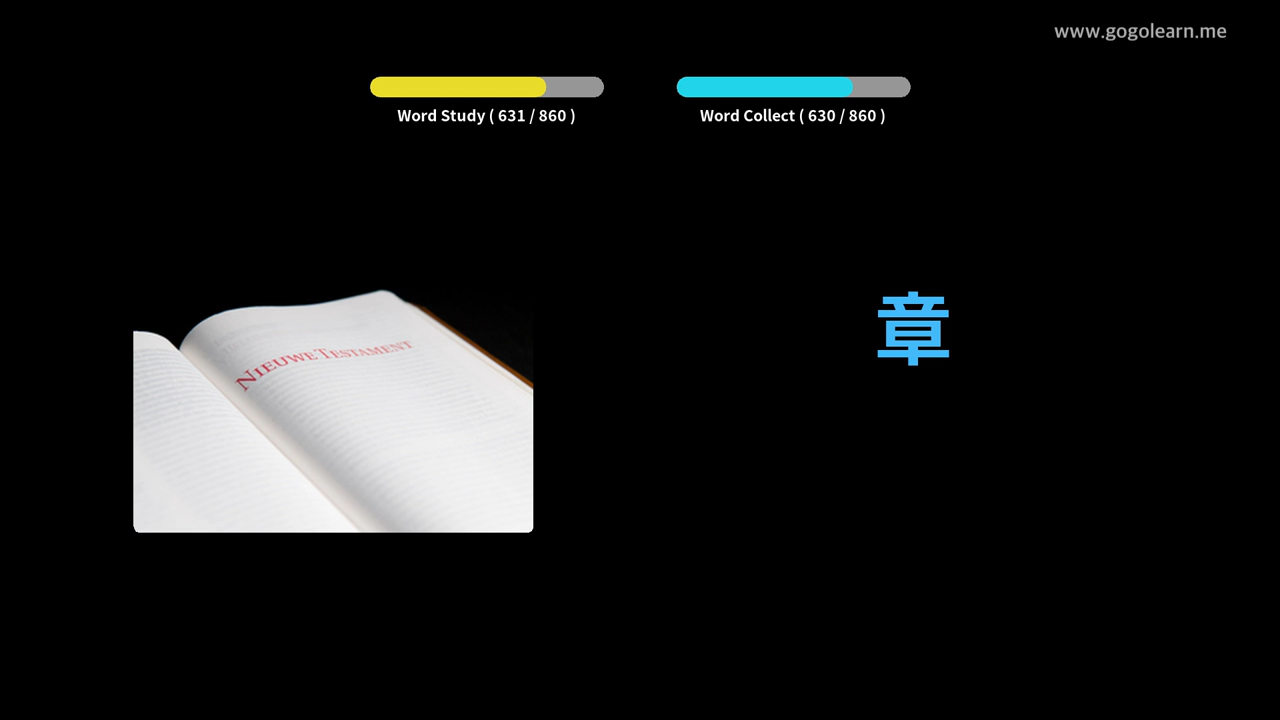 www.gogolearn.me
Word Study ( 631 / 860 )
Word Collect ( 630 / 860 )
NIEUWE TESTAMENT
章